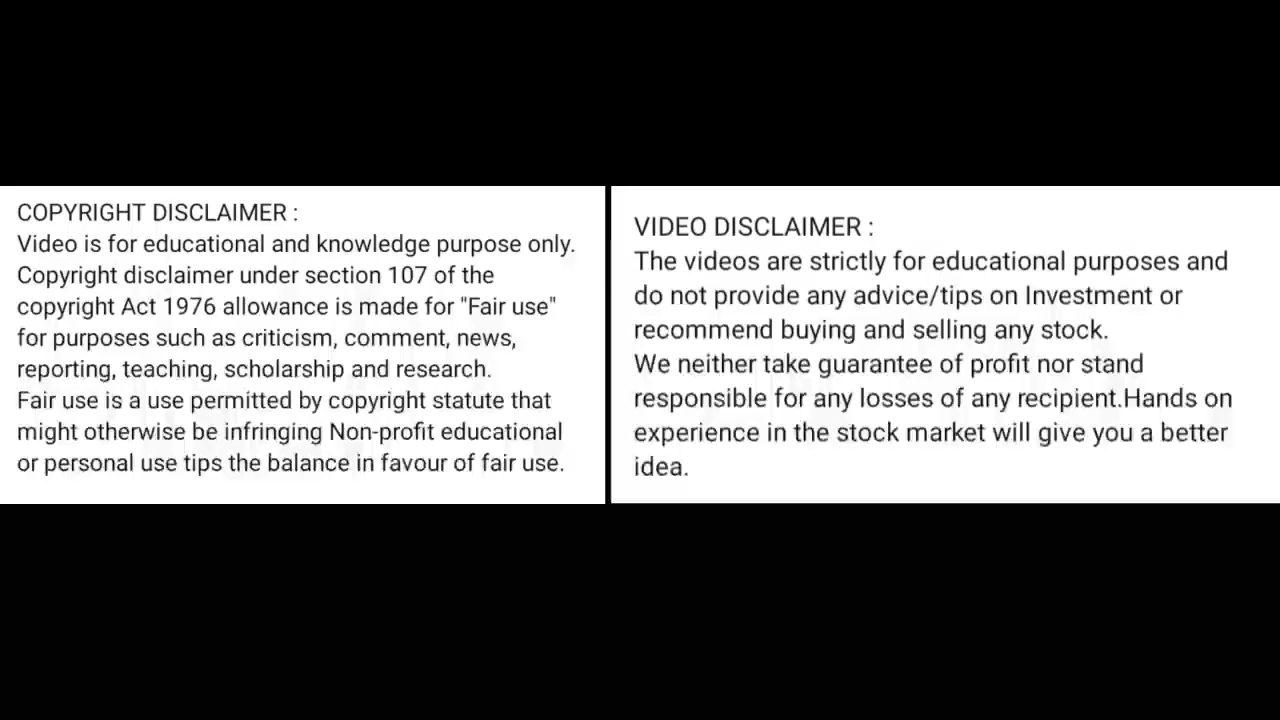 COPYRIGHT DISCLAIMER :
Video is for educational and knowledge purpose only.
Copyright disclaimer under section 107 of the
copyright Act 1976 allowance is made for "Fair use"
for purposes such as criticism, comment, news,
reporting, teaching, scholarship and research.
Fair use is a use permitted by copyright statute that
might otherwise be infringing Non-profit educational
or personal use tips the balance in favour of fair use.
VIDEO DISCLAIMER :
The videos are strictly for educational purposes and
do not provide any advice/tips on Investment or
recommend buying and selling any stock.
We neither take guarantee of profit nor stand
responsible for any losses of any recipient.Hands on
experience in the stock market will give you a better
idea.